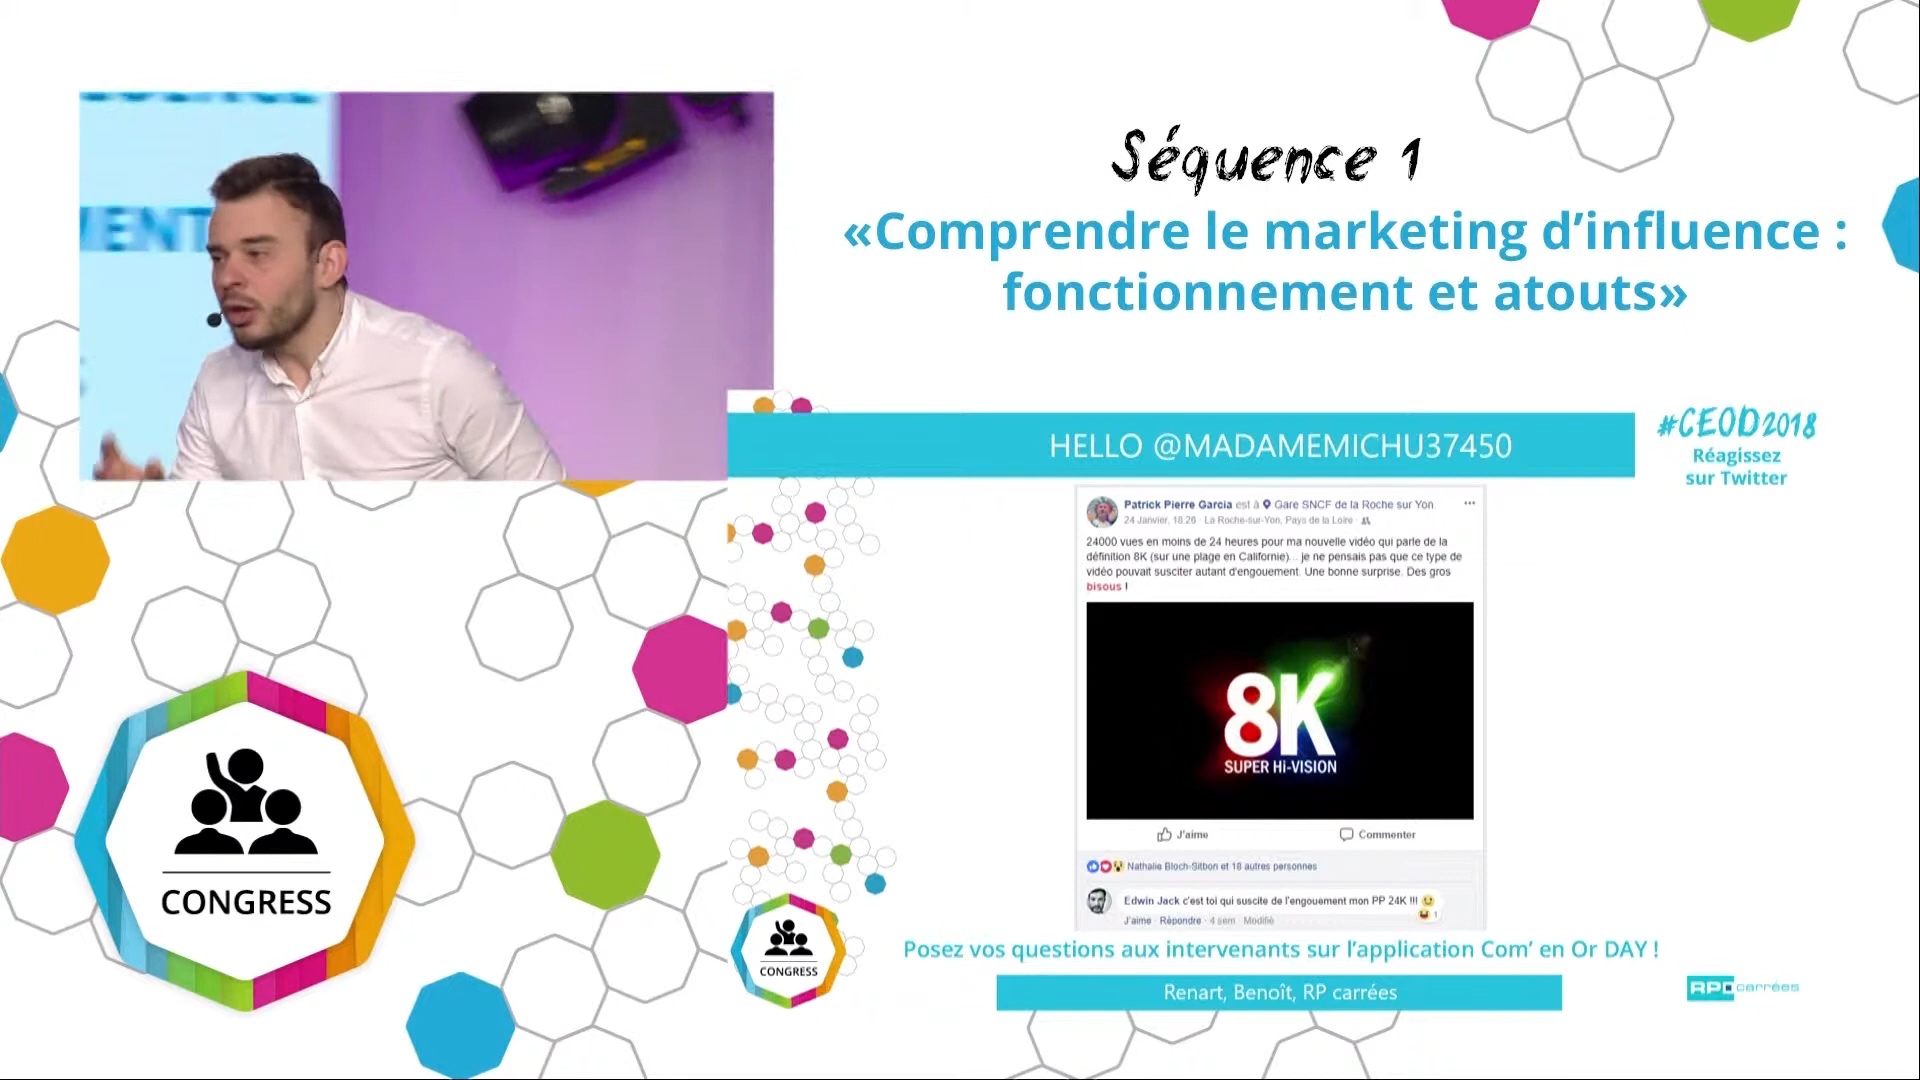 MENT
Séquence 1
«Comprendre le marketing d’influence :
fonctionnement et atouts»
HELLO @MADAMEMICHU37450
#CEOD2018
Réagissez
sur Twitter
Patrick Pierre Garcia est à Gare SNCF de la Roche sur Yon
24 Janvier, 18:26 · La Roche-sur-Yon, Pays de la Loire ·
24000 vues en moins de 24 heures pour ma nouvelle vidéo qui parle de la
définition 8K (sur une plage en Californie)... je ne pensais pas que ce type de
vidéo pouvait susciter autant d'engouement. Une bonne surprise. Des gros
bisous !
8K
SUPER Hi-VISION
J'aime
Commenter
Nathalie Bloch-Sitbon et 18 autres personnes
Edwin Jack c'est toi qui suscite de l'engouement mon PP 24K !!!
1
J'aime · Répondre · 4 sem · Modifié
CONGRESS
CONGRESS
Posez vos questions aux intervenants sur l’application Com’ en Or DAY !
Renart, Benoît, RP carrées
RP carrées